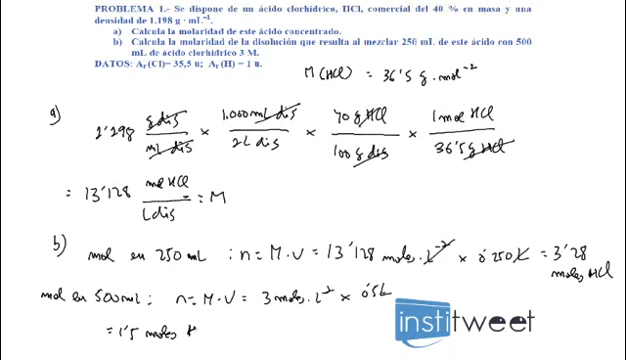 PROBLEMA 1.- Se dispone de un ácido clorhídrico, HCl, comercial del 40 % en masa y una
densidad de 1.198 g · mL⁻¹.
a) Calcula la molaridad de este ácido concentrado.
b) Calcula la molaridad de la disolución que resulta al mezclar 250 mL de este ácido con 500
mL de ácido clorhídrico 3 M.
DATOS: Aᵣ (Cl)= 35,5 u; Aᵣ (H) = 1 u.
M (HCl) = 36'5 g · mol⁻¹
a) 1'198 g dis / mL dis × 1.000 mL dis / 1 L dis × 40 g HCl / 100 g dis × 1 mol HCl / 36'5 g HCl
= 13'128 mol HCl / L dis = M
b) mol en 250 mL : n = M · V = 13'128 moles · L⁻¹ × 0'250 L = 3'28
moles HCl
mol en 500 mL : n = M · V = 3 moles · L⁻¹ × 0'5 L
= 1'5 moles
institweet